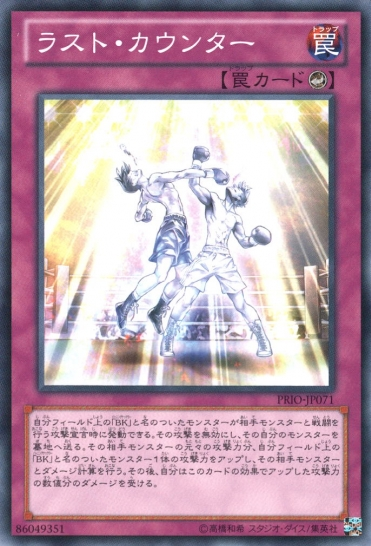 ラスト・カウンター
トラップ
罠
トラップ
【罠カード】
PRIO-JP071
自分フィールド上の「BK」と名のついたモンスターが相手モンスターと戦闘を
行う攻撃宣言時に発動できる。その攻撃を無効にし、その自分のモンスターを
墓地へ送る。その相手モンスターの元々の攻撃力分、自分フィールド上の
「BK」と名のついたモンスター1体の攻撃力をアップし、その相手モンスター
とダメージ計算を行う。その後、自分はこのカードの効果でアップした攻撃力
の数値分のダメージを受ける。
86049351
©高橋和希 スタジオ・ダイス/集英社